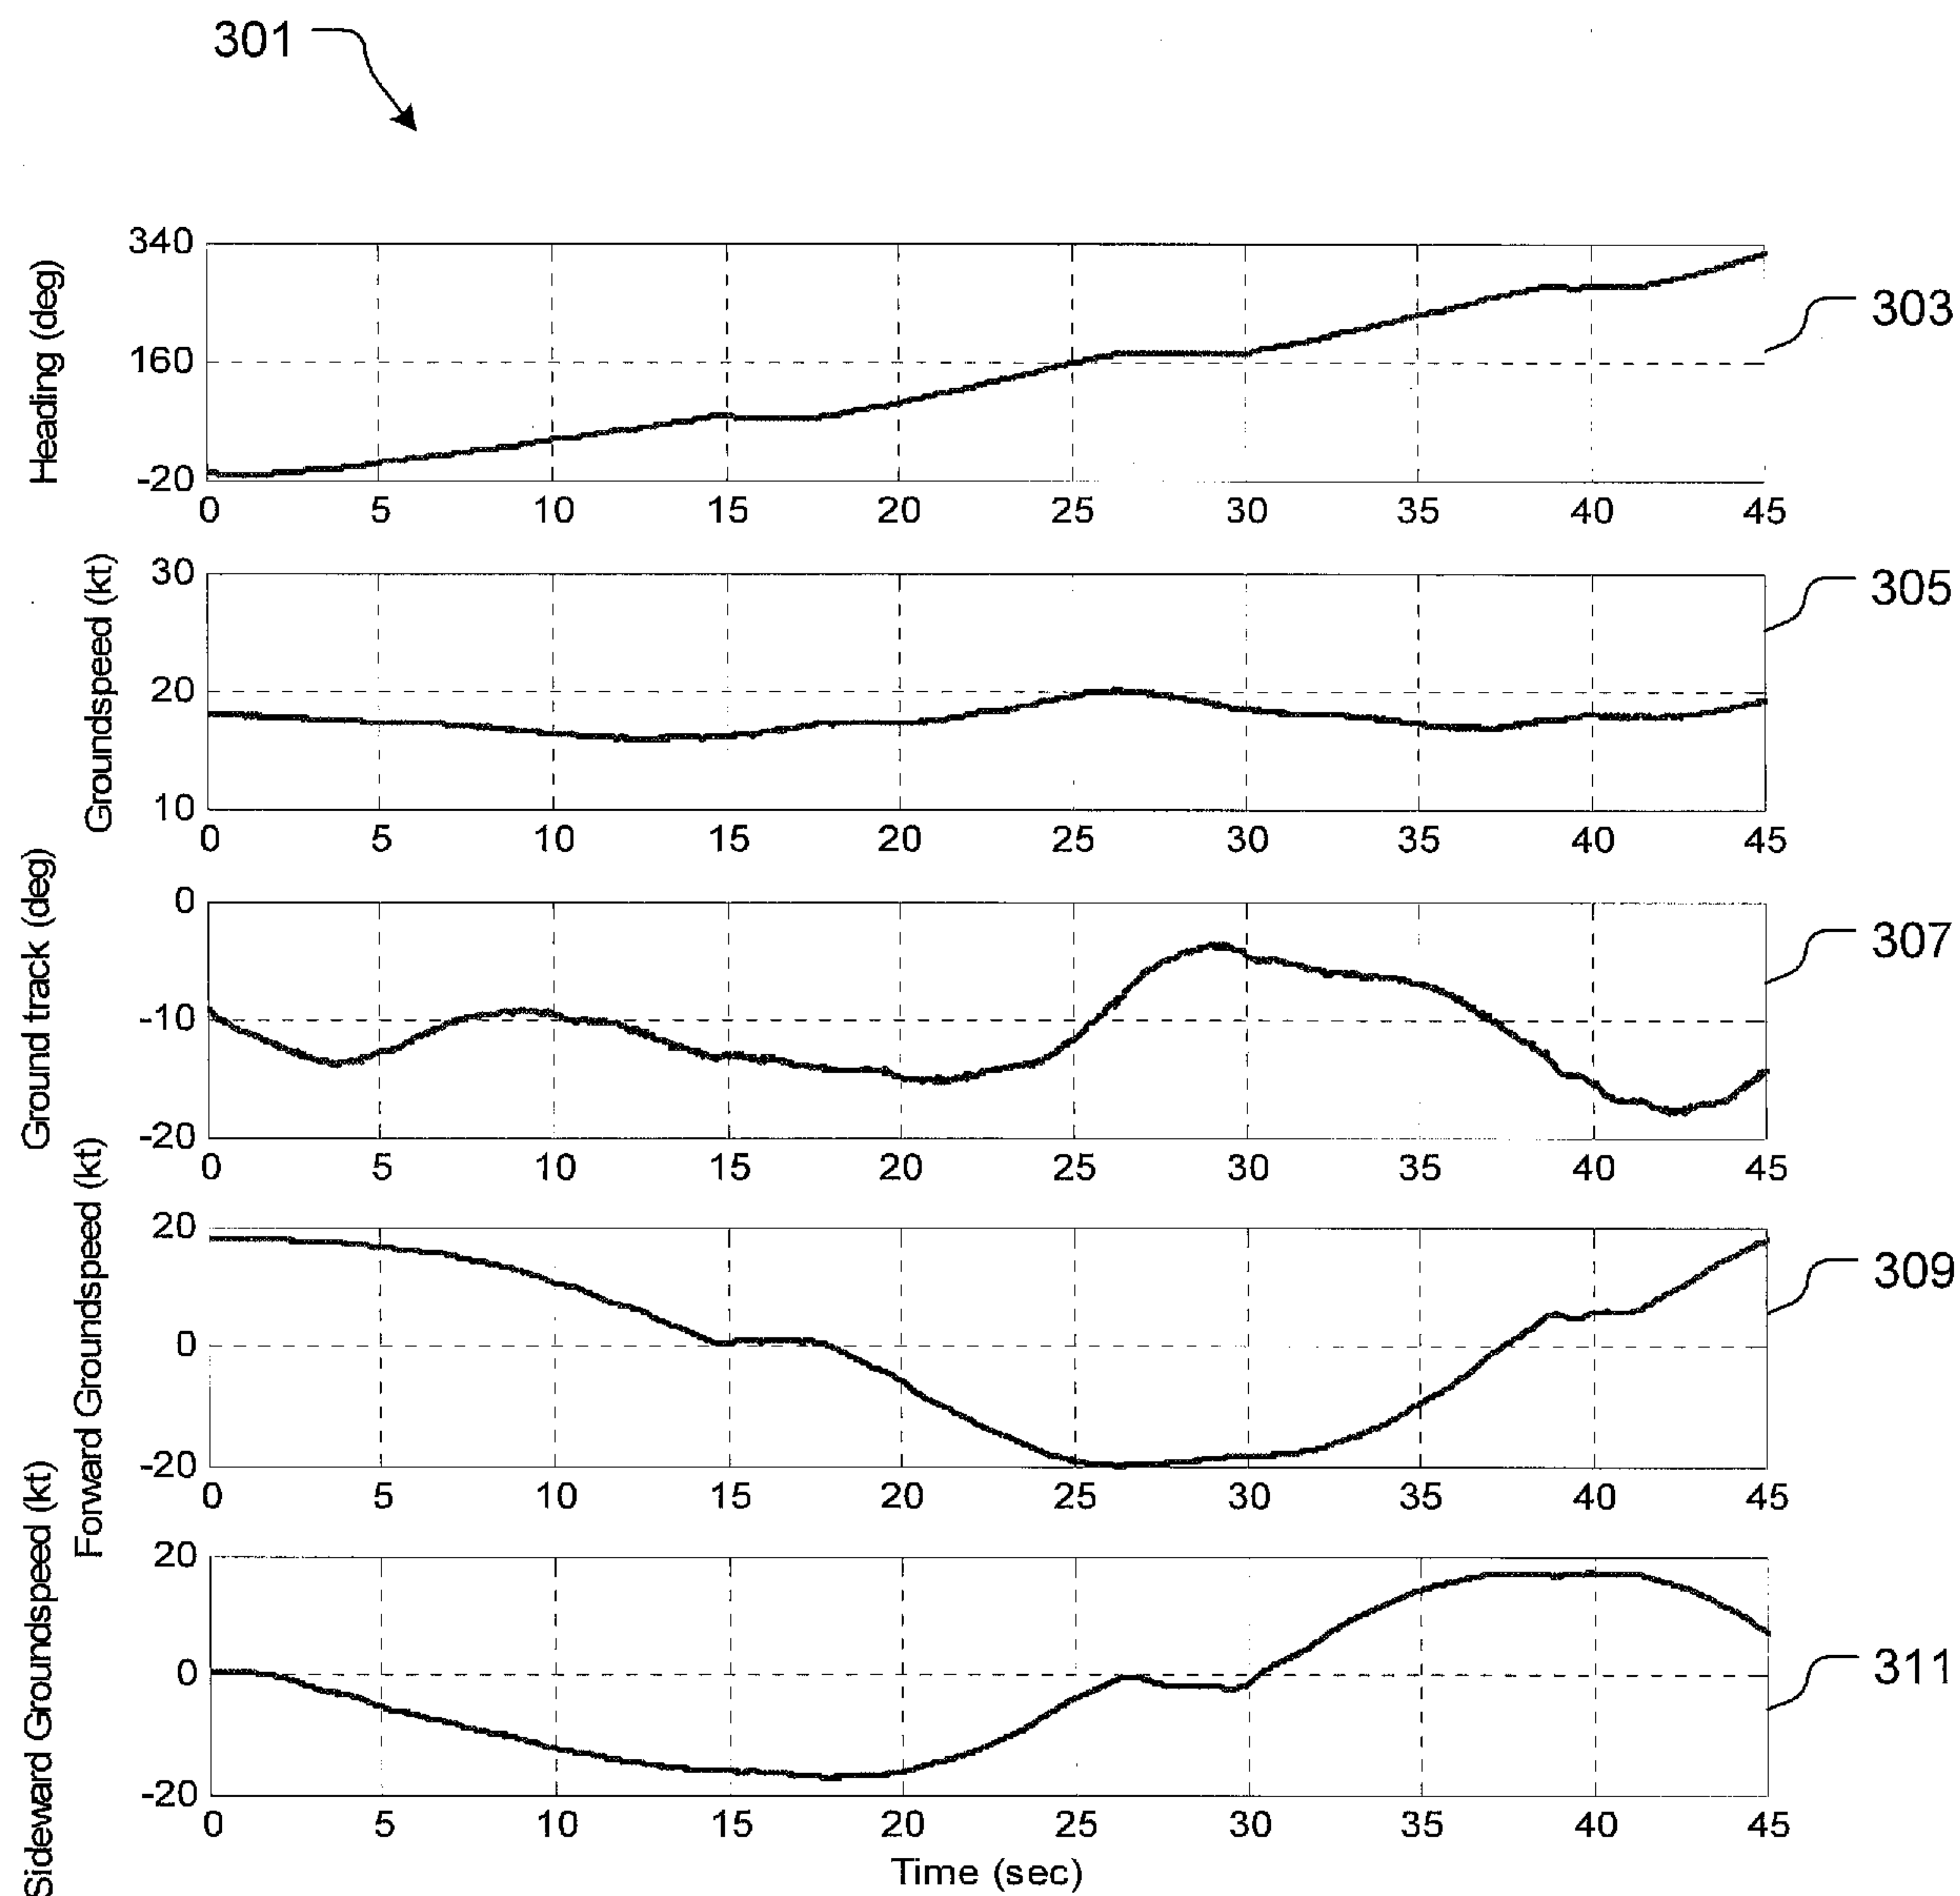 301
Heading (deg)
340
160
-20
0 5 10 15 20 25 30 35 40 45
303
Groundspeed (kt)
30
20
10
0 5 10 15 20 25 30 35 40 45
305
Ground track (deg)
0
-10
-20
0 5 10 15 20 25 30 35 40 45
307
Forward Groundspeed (kt)
20
0
-20
0 5 10 15 20 25 30 35 40 45
309
Sideward Groundspeed (kt)
20
0
-20
0 5 10 15 20 25 30 35 40 45
311
Time (sec)